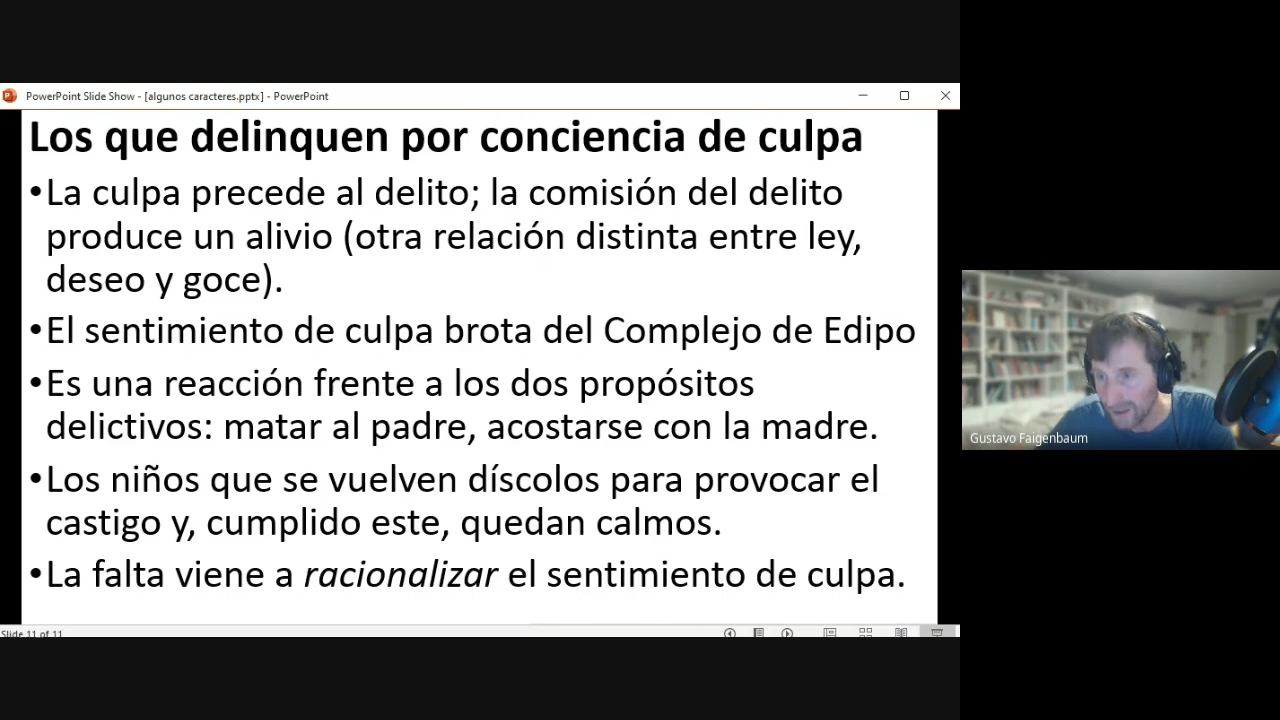 PowerPoint Slide Show - [algunos caracteres.pptx] - PowerPoint
Los que delinquen por conciencia de culpa
•La culpa precede al delito; la comisión del delito
produce un alivio (otra relación distinta entre ley,
deseo y goce).
•El sentimiento de culpa brota del Complejo de Edipo
•Es una reacción frente a los dos propósitos
delictivos: matar al padre, acostarse con la madre.
•Los niños que se vuelven díscolos para provocar el
castigo y, cumplido este, quedan calmos.
•La falta viene a racionalizar el sentimiento de culpa.
Slide 11 of 11
Gustavo Faigenbaum